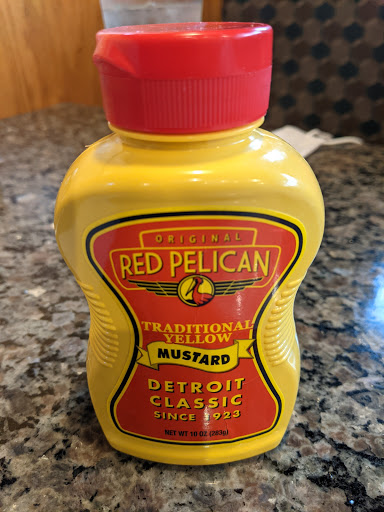 ORIGINAL
RED PELICAN
TRADITIONAL
YELLOW
MUSTARD
DETROIT
CLASSIC
SINCE 1923
NET WT 10 OZ (283g)